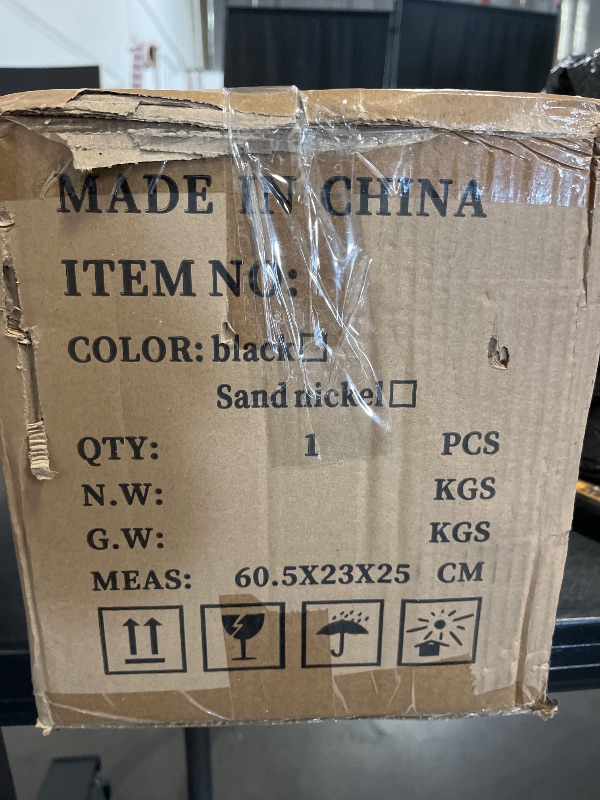 MADE IN CHINA
ITEM NO:
COLOR: black☐
Sand nickel☐
QTY: 1 PCS
N.W: KGS
G.W: KGS
MEAS: 60.5X23X25 CM